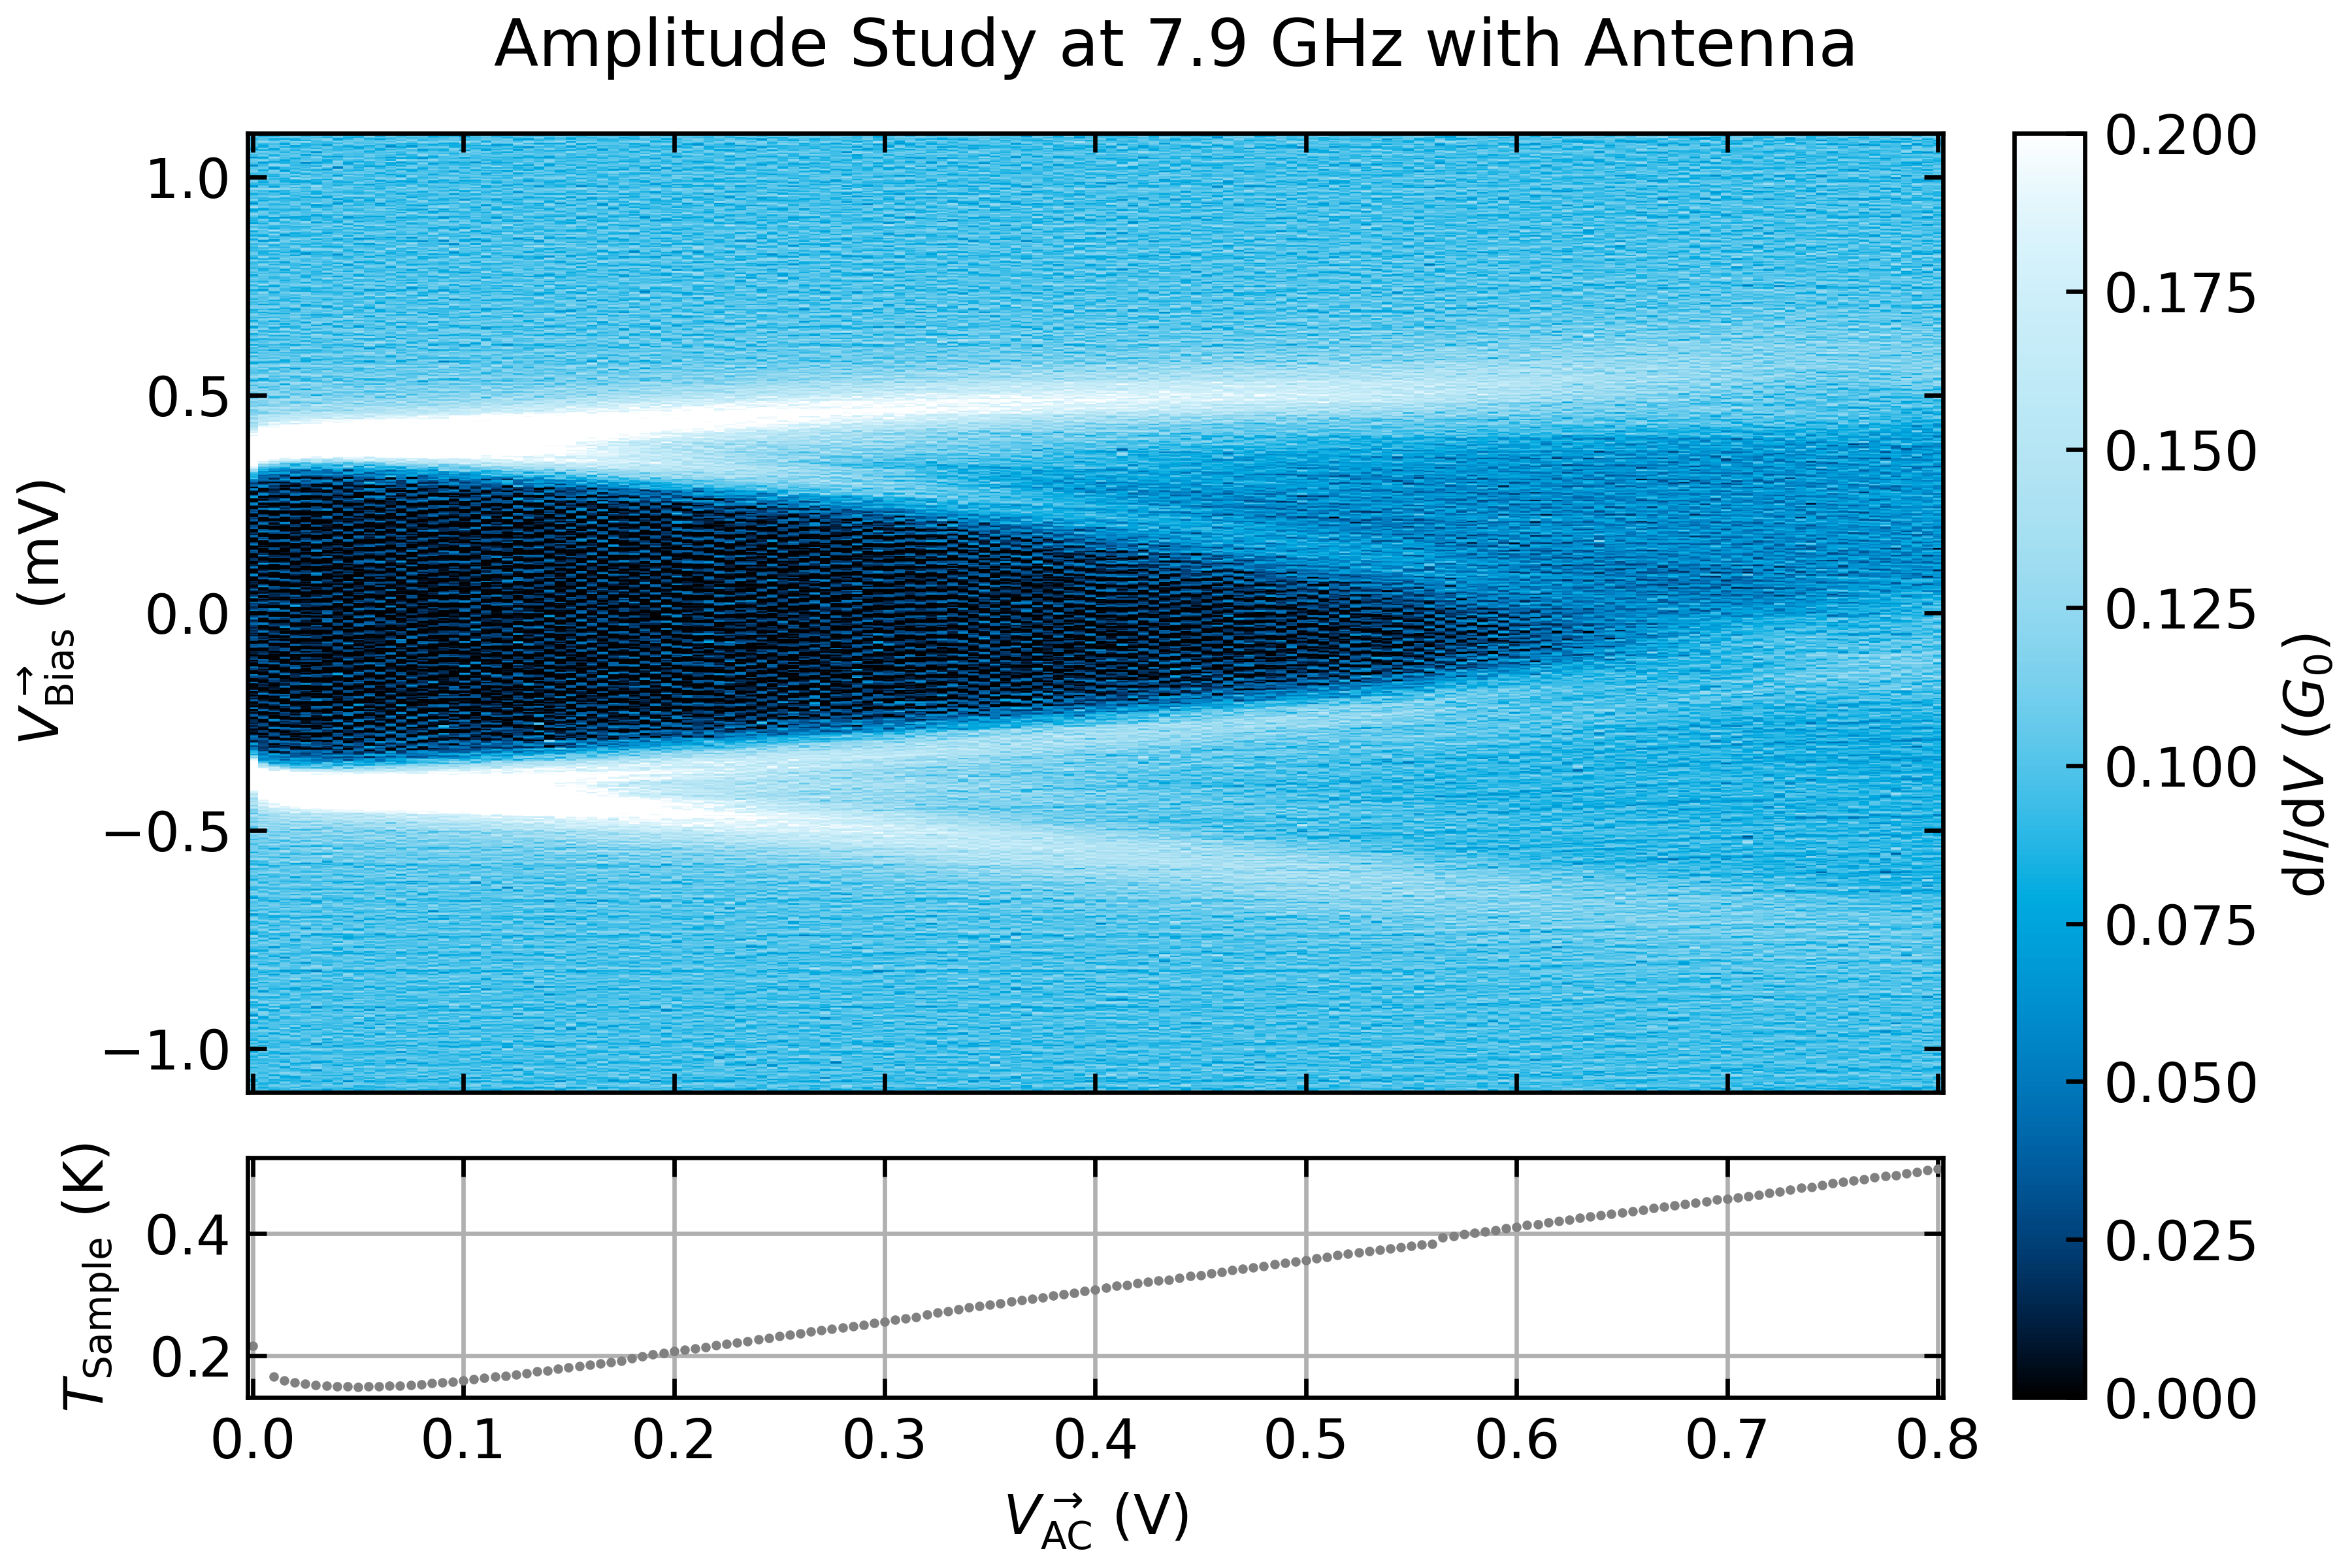 Amplitude Study at 7.9 GHz with Antenna
V→Bias (mV)
1.0
0.5
0.0
−0.5
−1.0
TSample (K)
0.4
0.2
0.0 0.1 0.2 0.3 0.4 0.5 0.6 0.7 0.8
V→AC (V)
0.200
0.175
0.150
0.125
0.100
0.075
0.050
0.025
0.000
dI/dV (G0)